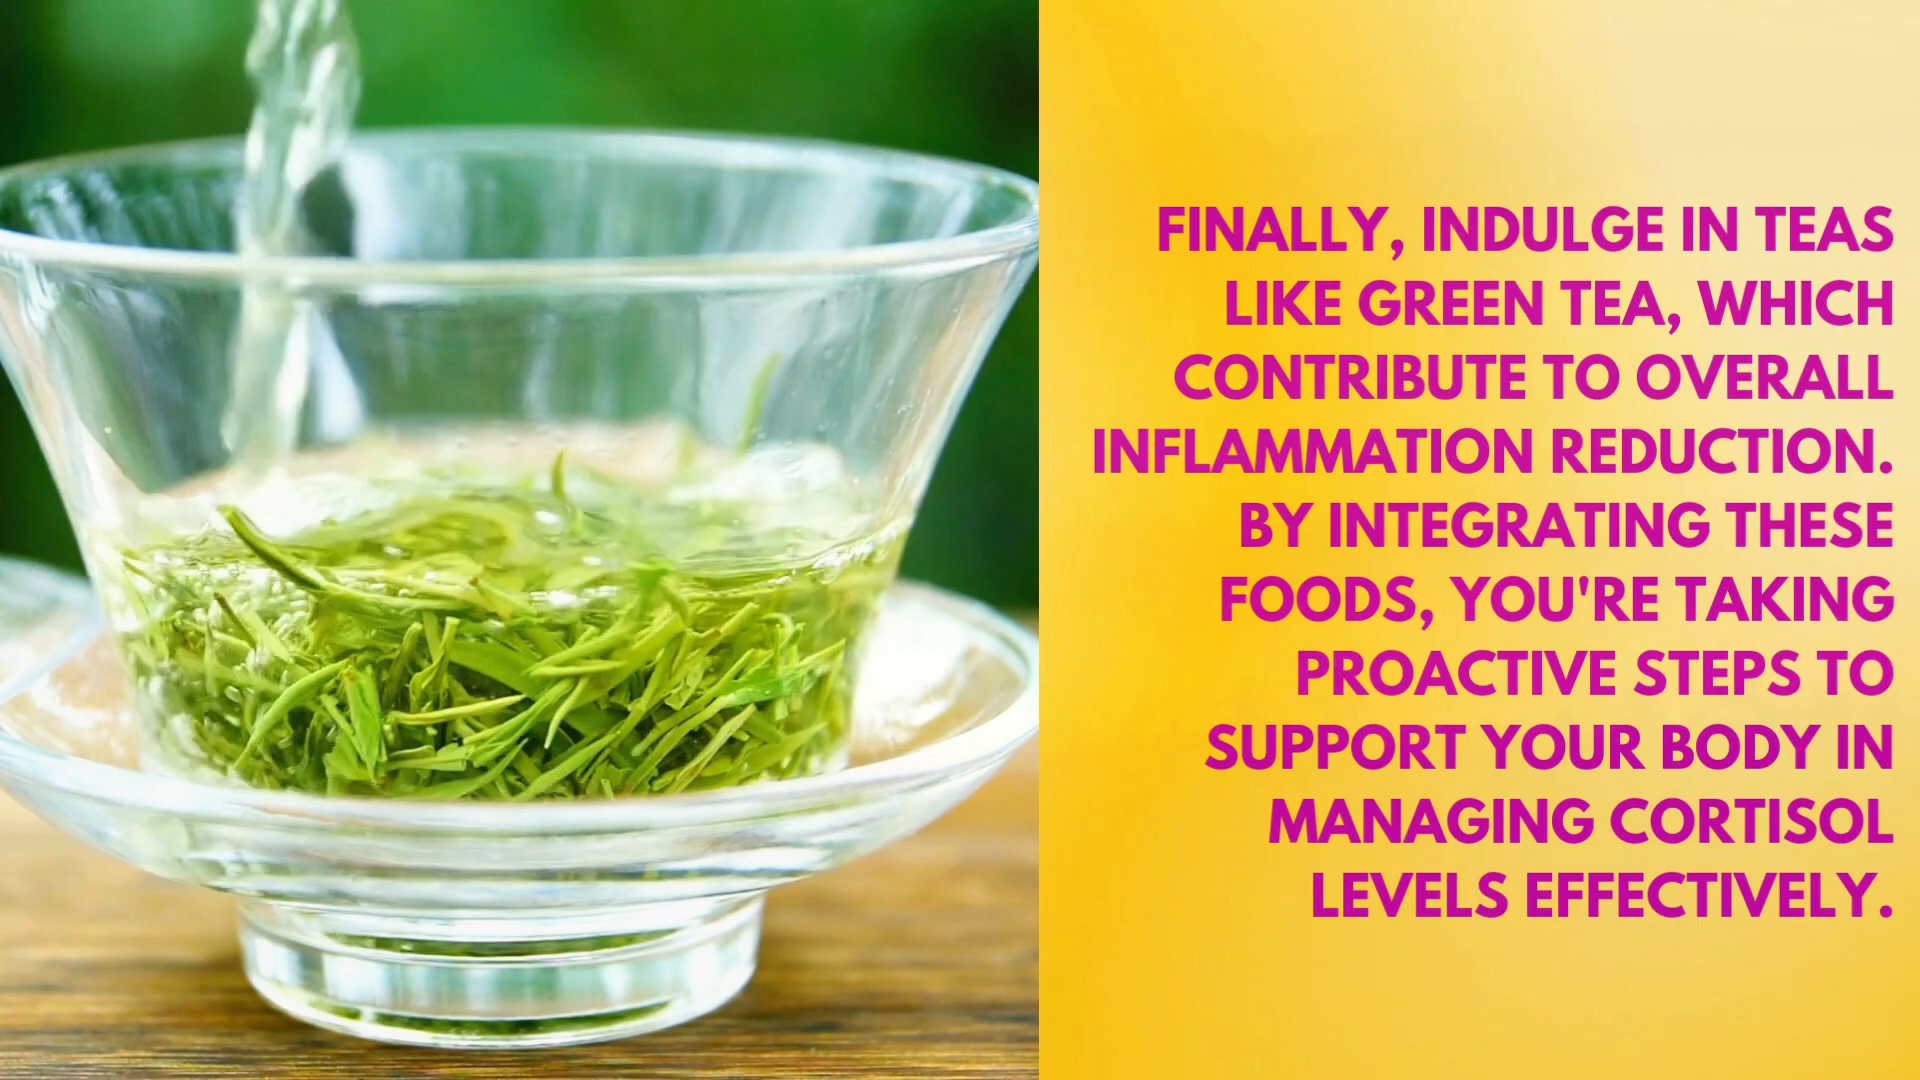 FINALLY, INDULGE IN TEAS
LIKE GREEN TEA, WHICH
CONTRIBUTE TO OVERALL
INFLAMMATION REDUCTION.
BY INTEGRATING THESE
FOODS, YOU'RE TAKING
PROACTIVE STEPS TO
SUPPORT YOUR BODY IN
MANAGING CORTISOL
LEVELS EFFECTIVELY.